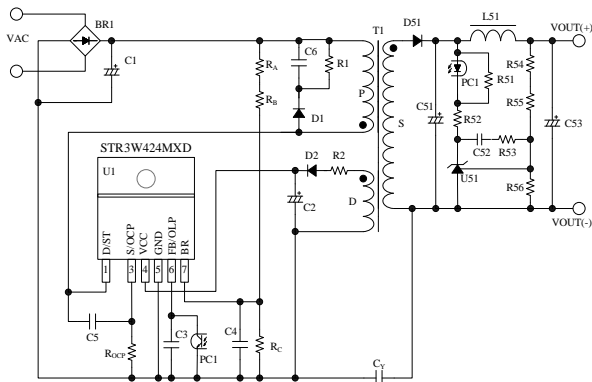 VAC
BR1
C1
RA
RB
C6
R1
D1
T1
P
S
D
D51
L51
VOUT(+)
PC1
R51
R54
R55
C51
R52
C53
C52
R53
U51
R56
VOUT(-)
STR3W424MXD
U1
D/ST
S/OCP
VCC
GND
FB/OLP
BR
1
3
4
5
6
7
D2
R2
C2
C5
ROCP
C3
PC1
C4
RC
CY